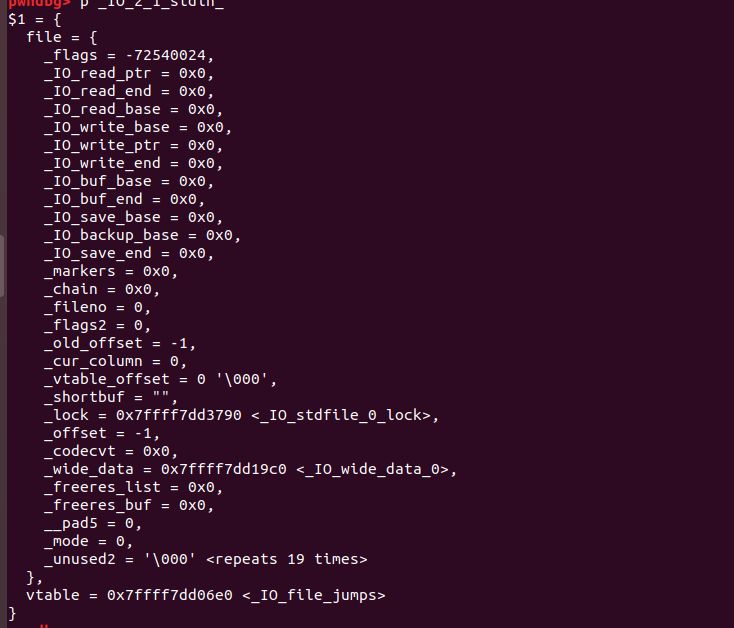 pwndbg> p _IO_2_1_stdin_
$1 = {
  file = {
    _flags = -72540024,
    _IO_read_ptr = 0x0,
    _IO_read_end = 0x0,
    _IO_read_base = 0x0,
    _IO_write_base = 0x0,
    _IO_write_ptr = 0x0,
    _IO_write_end = 0x0,
    _IO_buf_base = 0x0,
    _IO_buf_end = 0x0,
    _IO_save_base = 0x0,
    _IO_backup_base = 0x0,
    _IO_save_end = 0x0,
    _markers = 0x0,
    _chain = 0x0,
    _fileno = 0,
    _flags2 = 0,
    _old_offset = -1,
    _cur_column = 0,
    _vtable_offset = 0 '\000',
    _shortbuf = "",
    _lock = 0x7ffff7dd3790 <_IO_stdfile_0_lock>,
    _offset = -1,
    _codecvt = 0x0,
    _wide_data = 0x7ffff7dd19c0 <_IO_wide_data_0>,
    _freeres_list = 0x0,
    _freeres_buf = 0x0,
    __pad5 = 0,
    _mode = 0,
    _unused2 = '\000' <repeats 19 times>
  },
  vtable = 0x7ffff7dd06e0 <_IO_file_jumps>
}